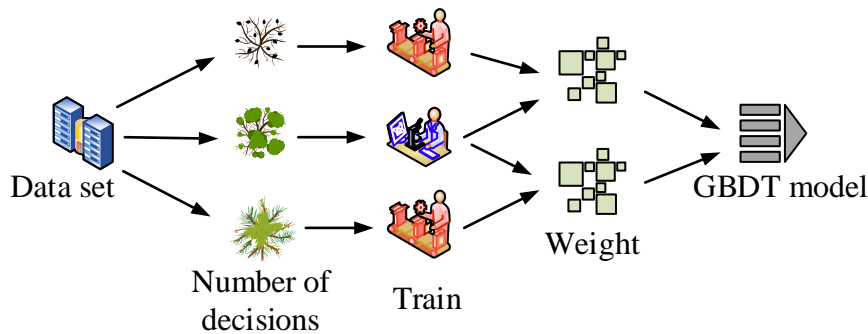 Data set
Number of
decisions
Train
Weight
GBDT model